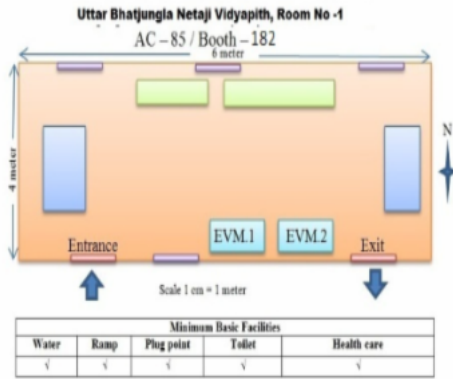 Uttar Bhatjungla Netaji Vidyapith, Room No -1
AC – 85 / Booth – 182
6 meter
4 meter
N
EVM.1 EVM.2
Entrance Exit
Scale 1 cm = 1 meter
Minimum Basic Facilities
Water Ramp Plug point Toilet Health care
√ √ √ √ √